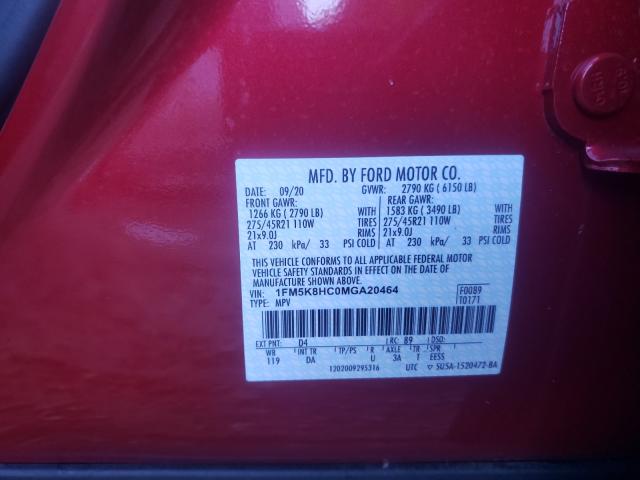 MFD. BY FORD MOTOR CO.
DATE: 09/20 GVWR: 2790 KG ( 6150 LB)
FRONT GAWR: REAR GAWR:
1266 KG ( 2790 LB) WITH 1583 KG ( 3490 LB) WITH
275/45R21 110W TIRES 275/45R21 110W TIRES
21x9.0J RIMS 21x9.0J RIMS
AT 230 kPa/ 33 PSI COLD AT 230 kPa/ 33 PSI COLD
THIS VEHICLE CONFORMS TO ALL APPLICABLE FEDERAL MOTOR
VEHICLE SAFETY STANDARDS IN EFFECT ON THE DATE OF
MANUFACTURE SHOWN ABOVE.
VIN: 1FM5K8HC0MGA20464 F0089
TYPE: MPV T0171
EXT PNT: D4 RC: 89 DSO:
WB INT TR TP/PS R AXLE TR SPR
119 DA U 3A T EESS
1202009295316 UTC ▽ SU5A-1520472-BA